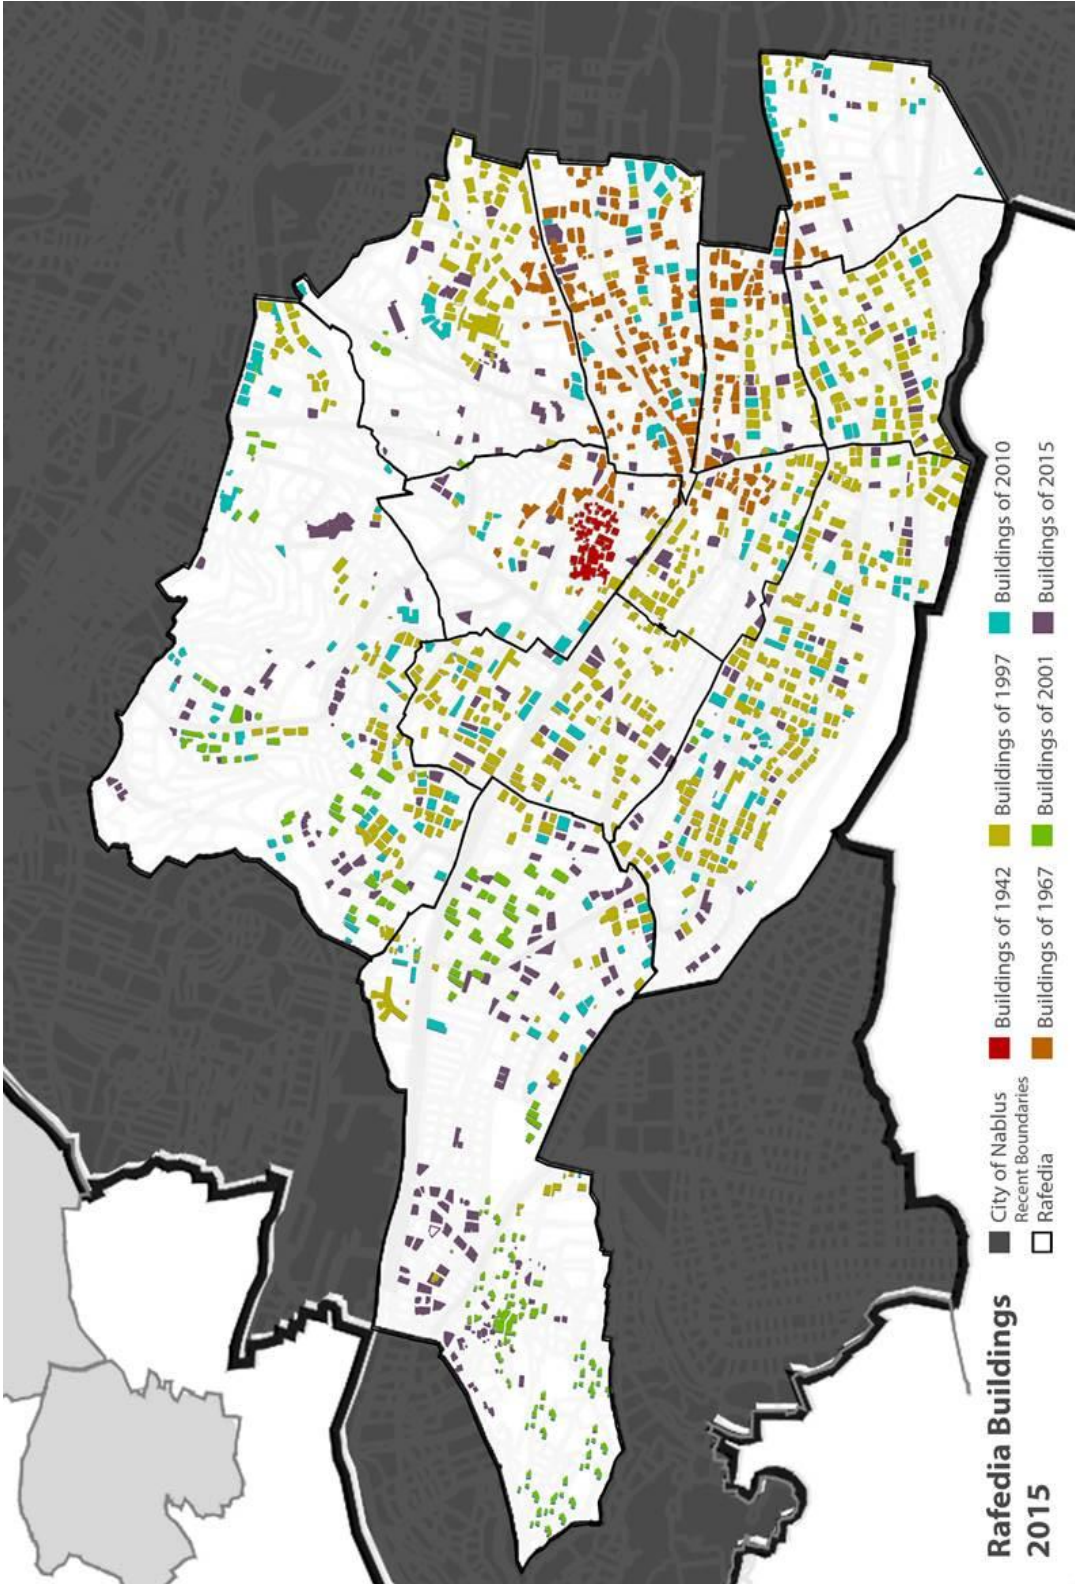 Rafedia Buildings
2015
City of Nablus
Recent Boundaries
Rafedia
Buildings of 1942
Buildings of 1967
Buildings of 1997
Buildings of 2001
Buildings of 2010
Buildings of 2015